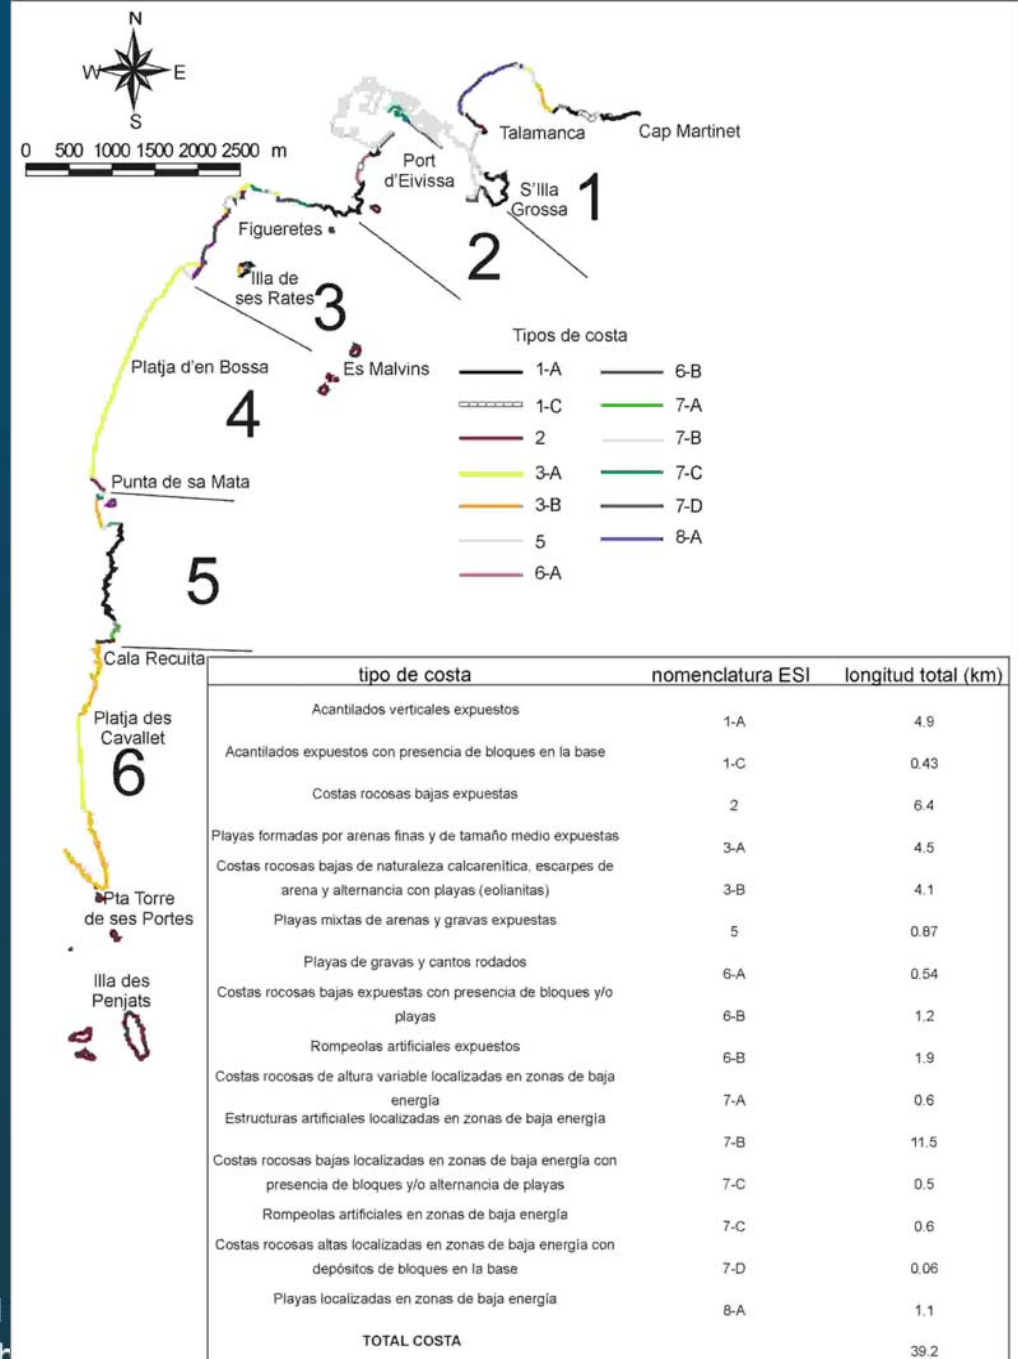 N
W
E
S
0 500 1000 1500 2000 2500 m
Talamanca
Cap Martinet
Port
d'Eivissa
S'Illa
Grossa
1
Figueretes
2
Illa de
ses Rates
3
Es Malvins
Platja d'en Bossa
4
Punta de sa Mata
5
Cala Recuita
Platja des
Cavallet
6
Pta Torre
de ses Portes
Illa des
Penjats
Tipos de costa
1-A
1-C
2
3-A
3-B
5
6-A
6-B
7-A
7-B
7-C
7-D
8-A
tipo de costa nomenclatura ESI longitud total (km)
Acantilados verticales expuestos
1-A 4.9
Acantilados expuestos con presencia de bloques en la base
1-C 0.43
Costas rocosas bajas expuestas
2 6.4
Playas formadas por arenas finas y de tamaño medio expuestas
3-A 4.5
Costas rocosas bajas de naturaleza calcarenítica, escarpes de
arena y alternancia con playas (eolianitas) 3-B 4.1
Playas mixtas de arenas y gravas expuestas
5 0.87
Playas de gravas y cantos rodados
6-A 0.54
Costas rocosas bajas expuestas con presencia de bloques y/o
playas 6-B 1.2
Rompeolas artificiales expuestos
6-B 1.9
Costas rocosas de altura variable localizadas en zonas de baja
energía 7-A 0.6
Estructuras artificiales localizadas en zonas de baja energía
7-B 11.5
Costas rocosas bajas localizadas en zonas de baja energía con
presencia de bloques y/o alternancia de playas 7-C 0.5
Rompeolas artificiales en zonas de baja energía
7-C 0.6
Costas rocosas altas localizadas en zonas de baja energía con
depósitos de bloques en la base 7-D 0.06
Playas localizadas en zonas de baja energía
8-A 1.1
TOTAL COSTA
39.2